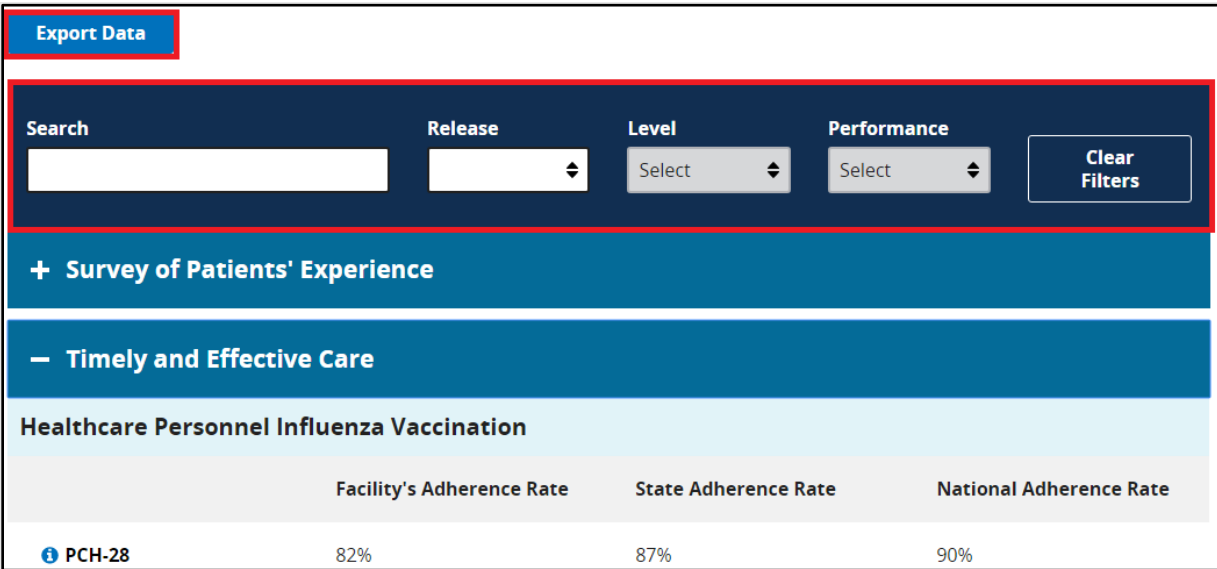 Export Data
Search Release Level Performance
Select Select Clear Filters
+ Survey of Patients' Experience
− Timely and Effective Care
Healthcare Personnel Influenza Vaccination
Facility's Adherence Rate State Adherence Rate National Adherence Rate
PCH-28 82% 87% 90%